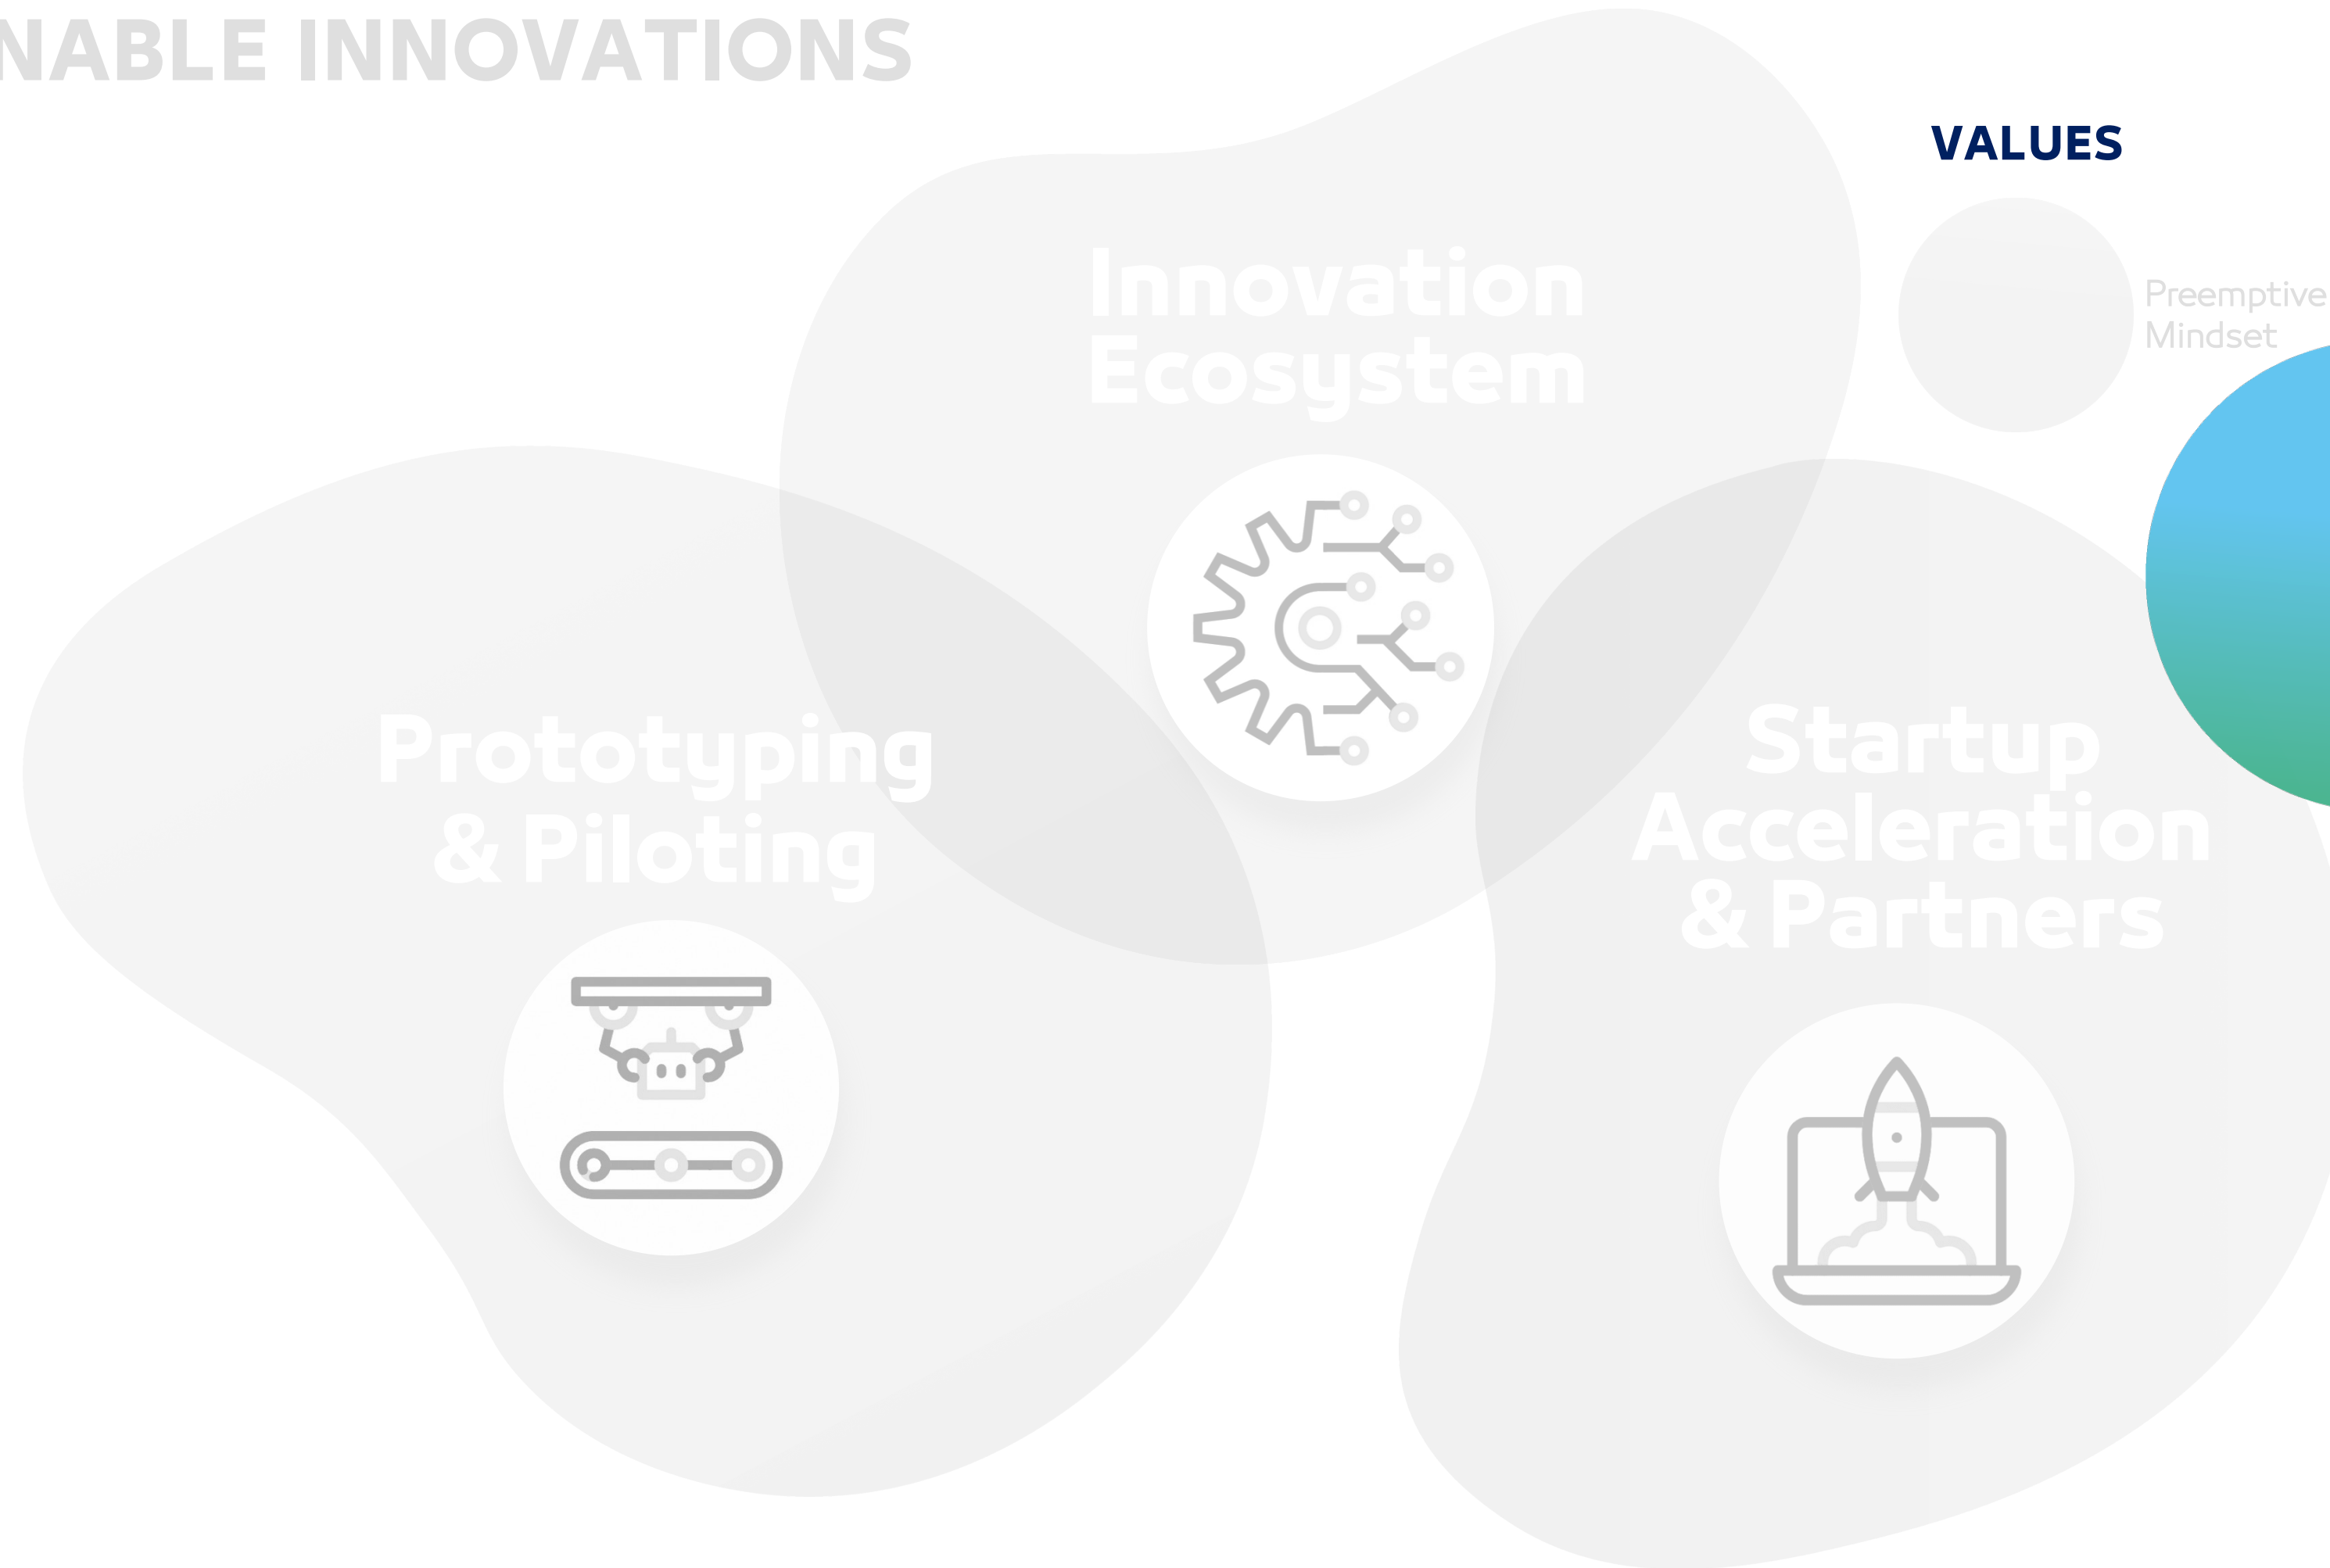 NABLE INNOVATIONS
VALUES
Innovation
Ecosystem
Preemptive
Mindset
Prototyping
& Piloting
Startup
Acceleration
& Partners